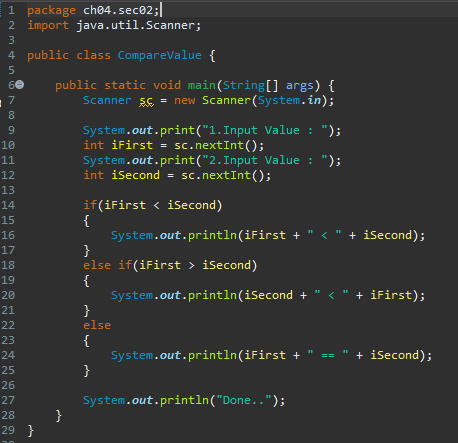 1 package ch04.sec02;
2 import java.util.Scanner;
3
4 public class CompareValue {
5
6 public static void main(String[] args) {
7 Scanner sc = new Scanner(System.in);
8
9 System.out.print("1.Input Value : ");
10 int iFirst = sc.nextInt();
11 System.out.print("2.Input Value : ");
12 int iSecond = sc.nextInt();
13
14 if(iFirst < iSecond)
15 {
16 System.out.println(iFirst + " < " + iSecond);
17 }
18 else if(iFirst > iSecond)
19 {
20 System.out.println(iSecond + " < " + iFirst);
21 }
22 else
23 {
24 System.out.println(iFirst + " == " + iSecond);
25 }
26
27 System.out.println("Done..");
28 }
29 }